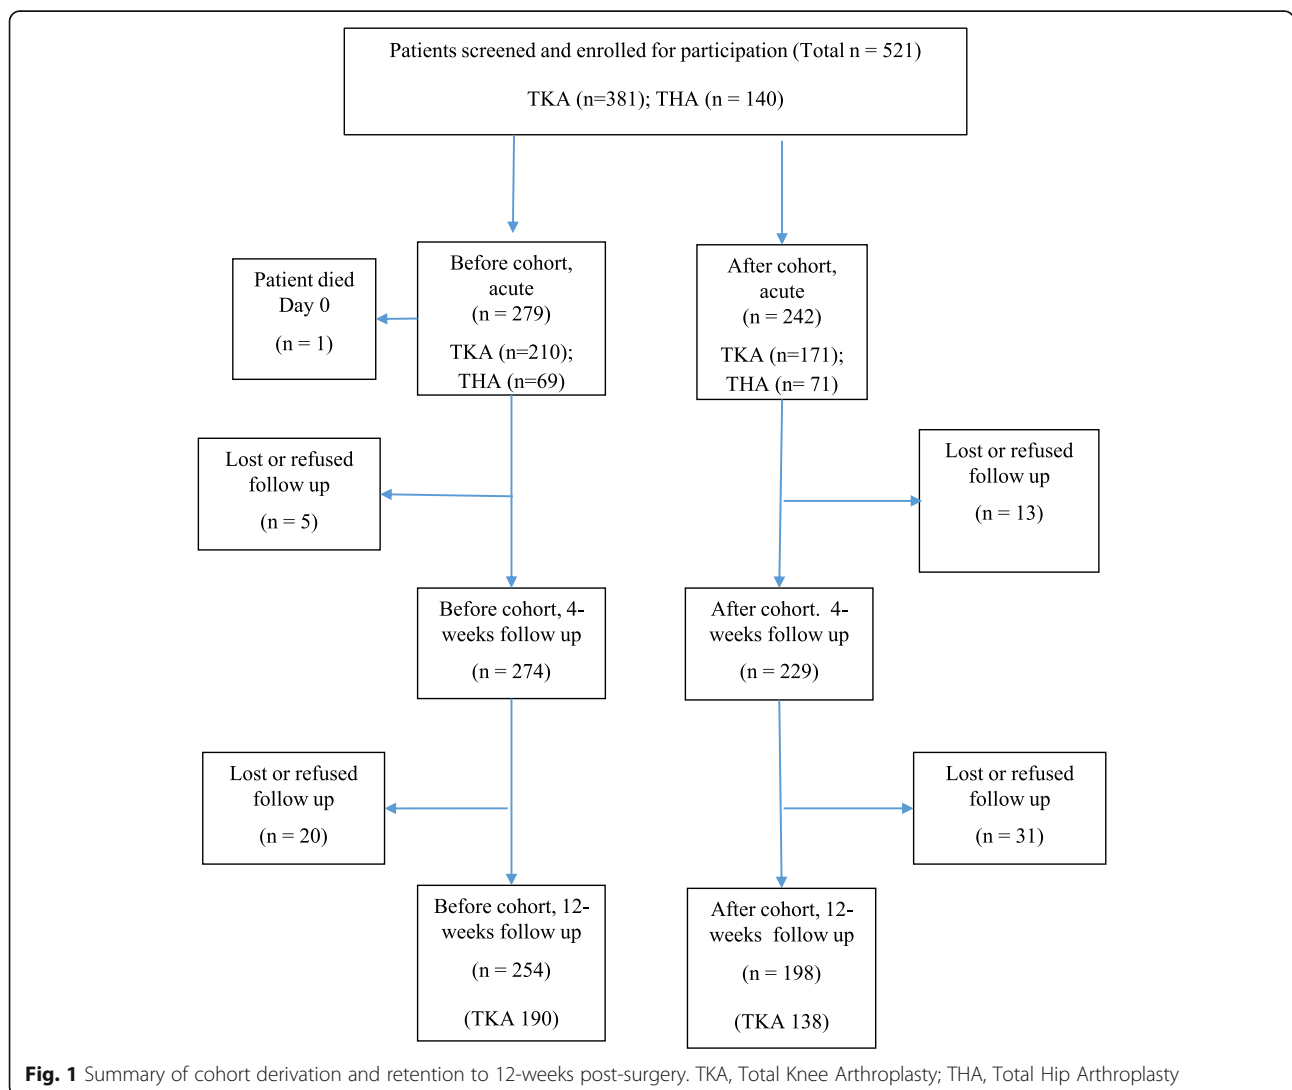 Patients screened and enrolled for participation (Total n = 521)
TKA (n=381); THA (n = 140)
Before cohort,
acute
(n = 279)
TKA (n=210);
THA (n=69)
After cohort,
acute
(n = 242)
TKA (n=171);
THA (n= 71)
Patient died
Day 0
(n = 1)
Lost or refused
follow up
(n = 5)
Lost or refused
follow up
(n = 13)
Before cohort, 4-
weeks follow up
(n = 274)
After cohort.  4-
weeks follow up
(n = 229)
Lost or refused
follow up
(n = 20)
Lost or refused
follow up
(n = 31)
Before cohort, 12-
weeks follow up
(n = 254)
(TKA 190)
After cohort, 12-
weeks  follow up
(n = 198)
(TKA 138)
Fig. 1 Summary of cohort derivation and retention to 12-weeks post-surgery. TKA, Total Knee Arthroplasty; THA, Total Hip Arthroplasty